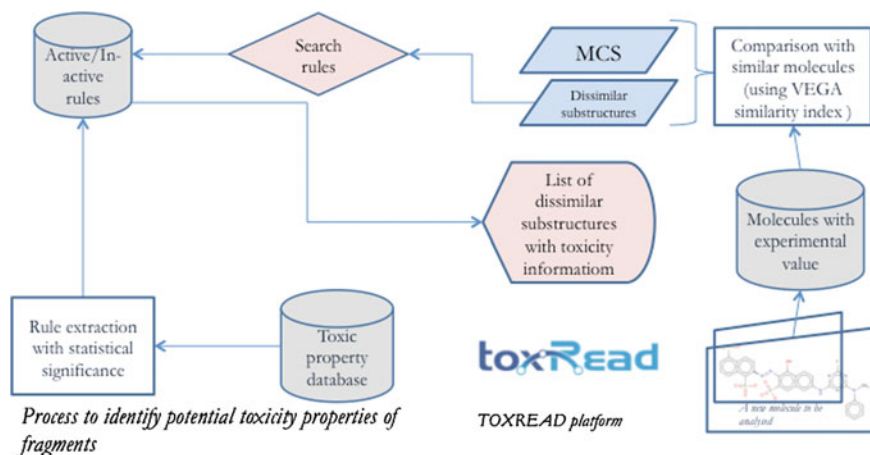 Active/In-
active
rules
Search
rules
MCS
Dissimilar
substructures
Comparison with
similar molecules
(using VEGA
similarity index )
List of
dissimilar
substructures
with toxicity
informatiom
Molecules with
experimental
value
Rule extraction
with statistical
significance
Toxic
property
database
toxRead
A new molecule to be
analyzed
Process to identify potential toxicity properties of
fragments
TOXREAD platform